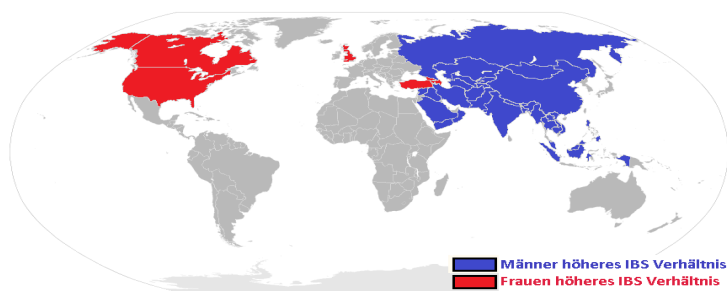 Männer höheres IBS Verhältnis
Frauen höheres IBS Verhältnis